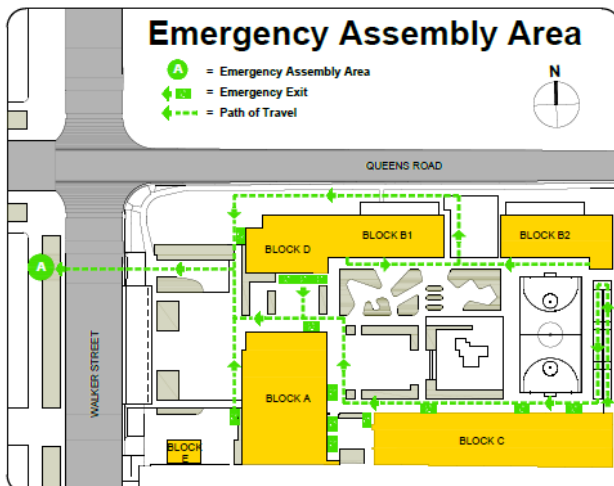 Emergency Assembly Area
A = Emergency Assembly Area
= Emergency Exit
= Path of Travel
N
QUEENS ROAD
BLOCK B1
BLOCK B2
BLOCK D
A
WALKER STREET
BLOCK A
BLOCK C
BLOCK
E